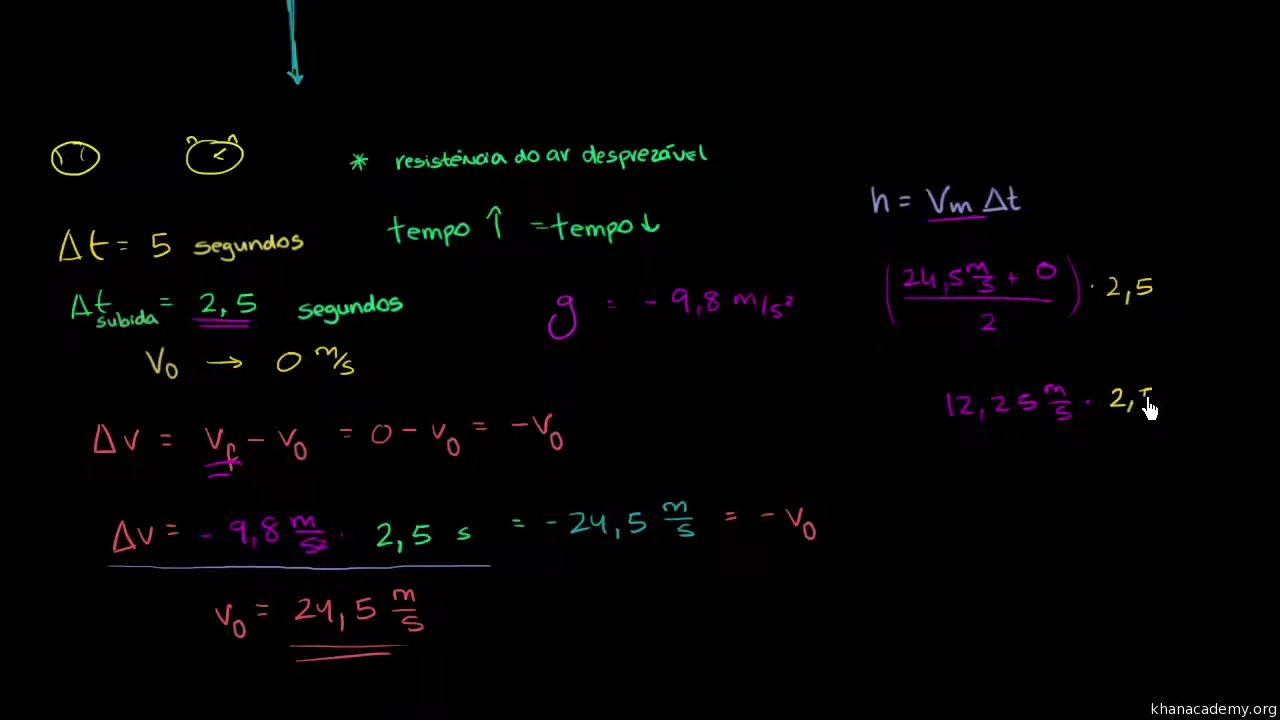 * resistência do ar desprezável
tempo ↑ = tempo ↓
Δt = 5 segundos
Δt subida = 2,5 segundos
g = - 9,8 m/s²
V₀ → 0 m/s
Δv = v_f - v₀ = 0 - v₀ = -v₀
Δv = - 9,8 m/s² · 2,5 s = - 24,5 m/s = - v₀
v₀ = 24,5 m/s
h = Vm Δt
(24,5 m/s + 0 / 2) · 2,5
12,25 m/s · 2,
khanacademy.org